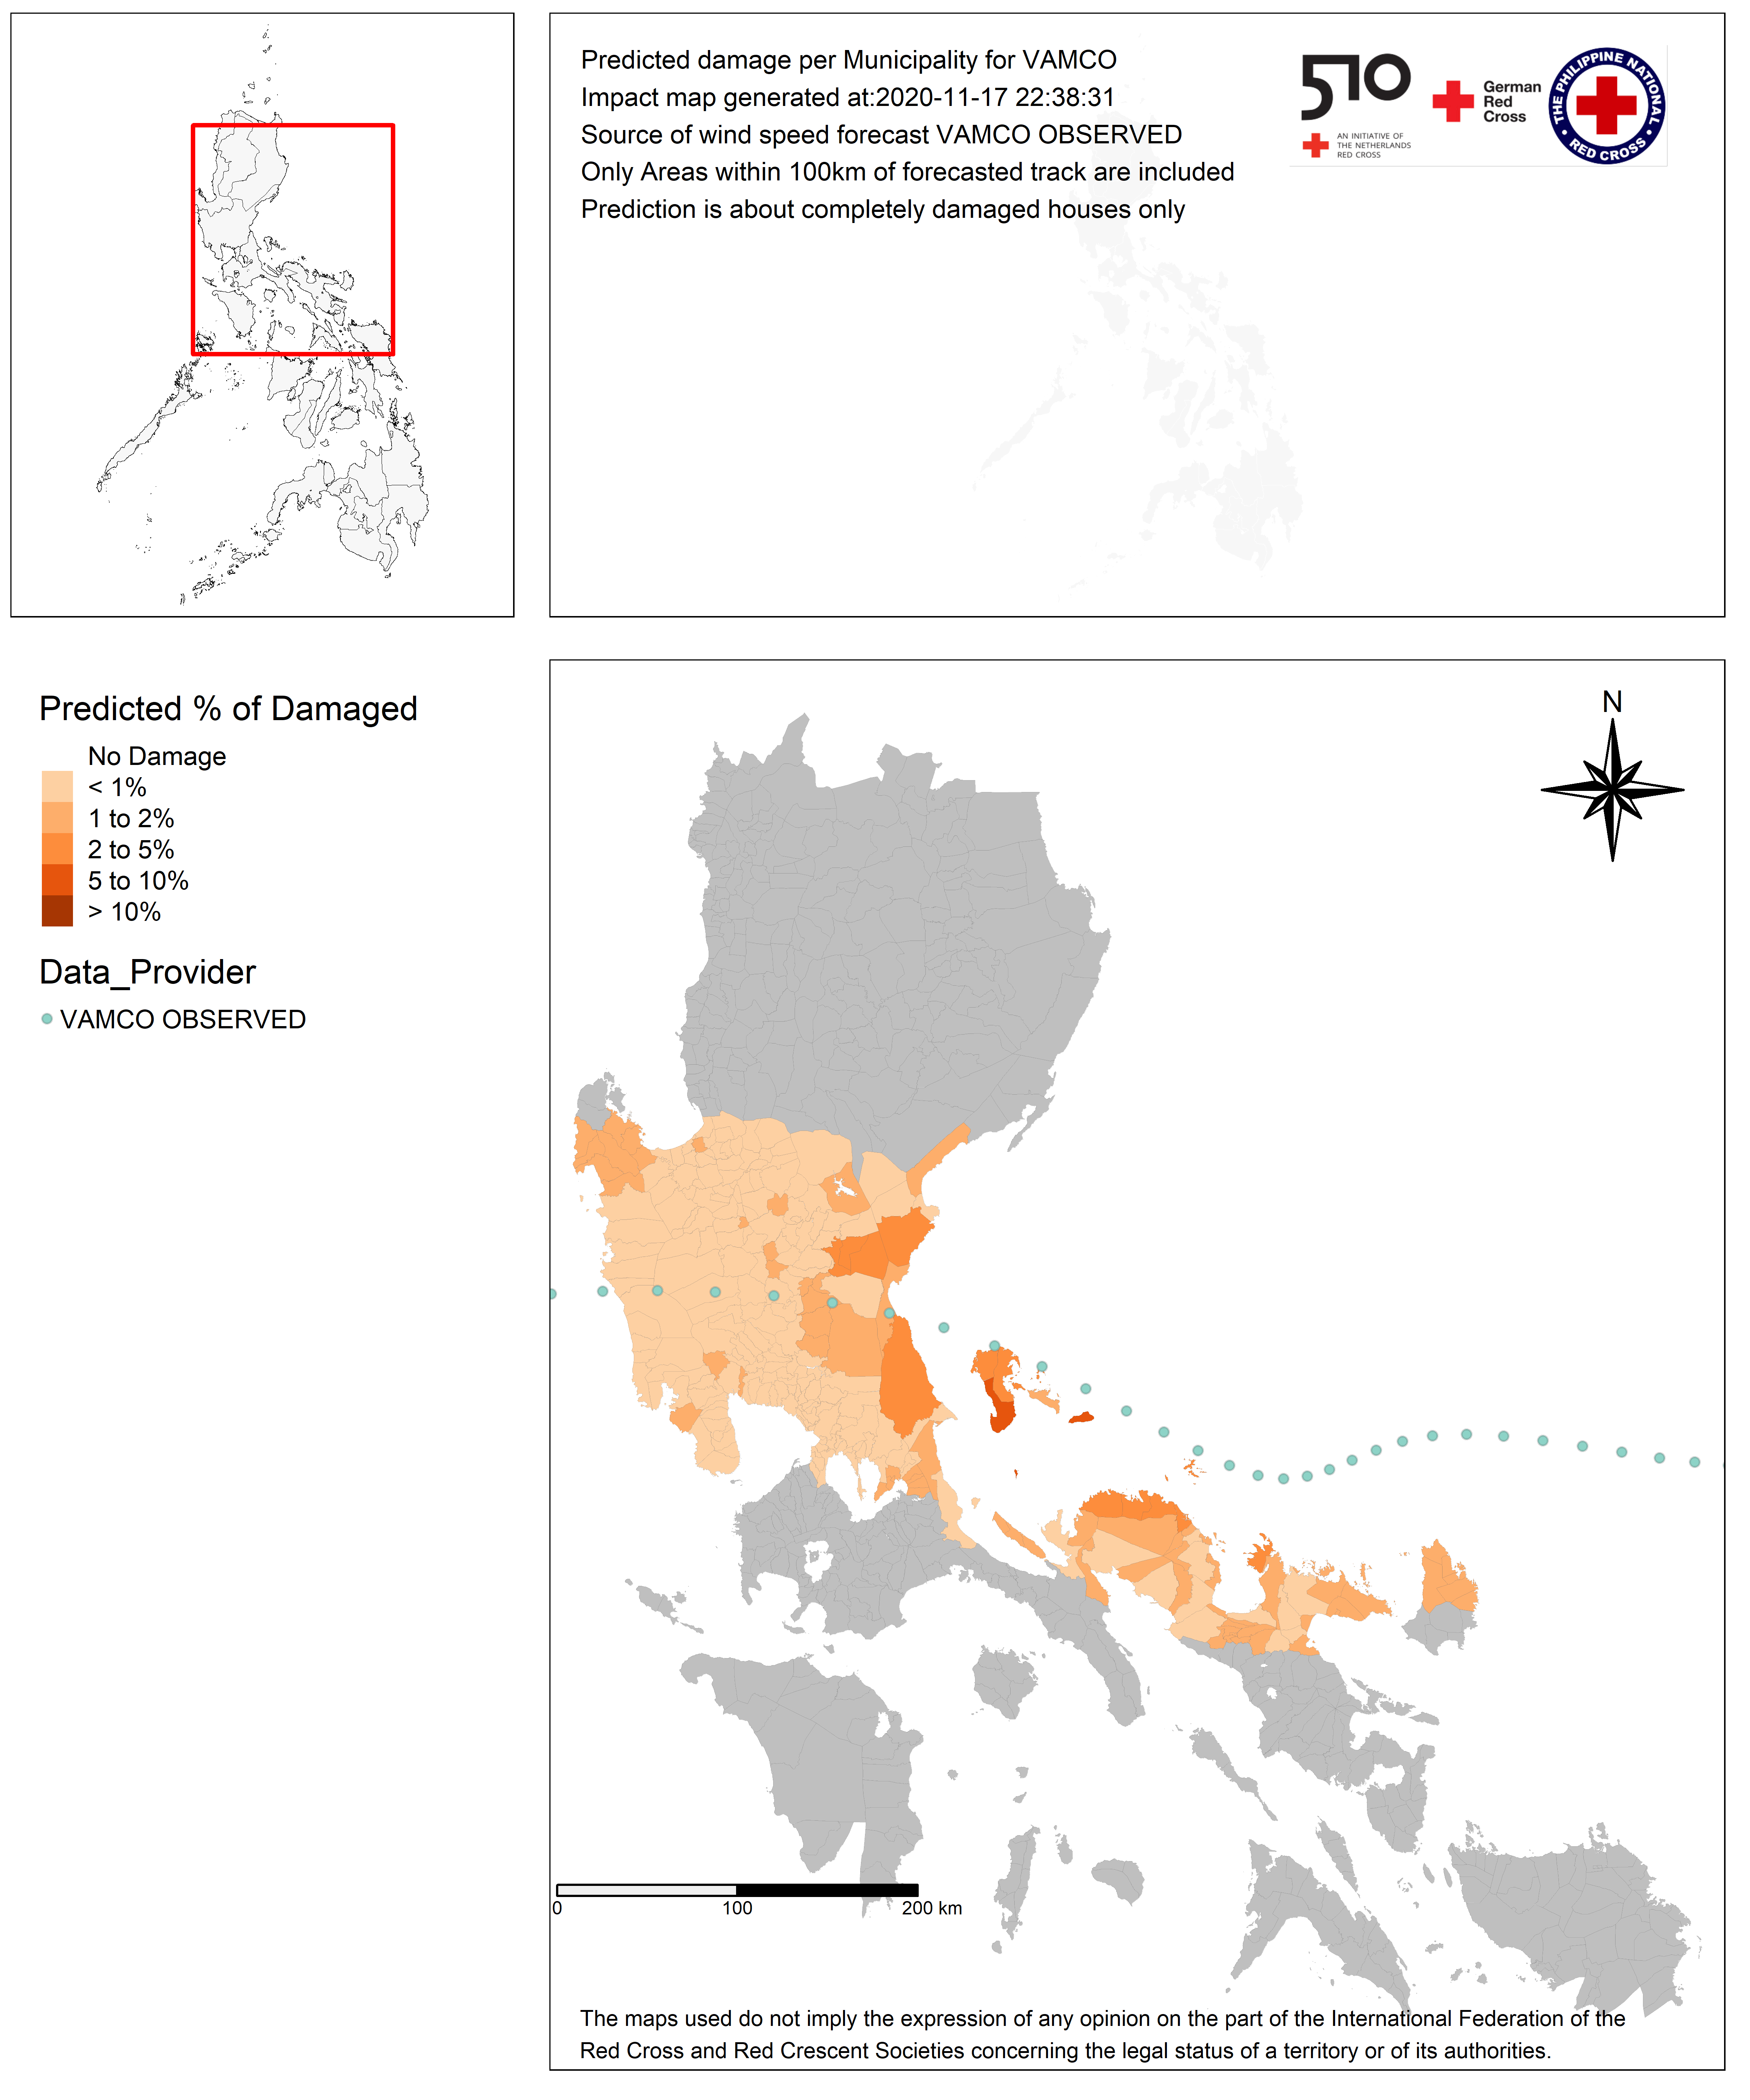 Predicted damage per Municipality for VAMCO
Impact map generated at:2020-11-17 22:38:31
Source of wind speed forecast VAMCO OBSERVED
Only Areas within 100km of forecasted track are included
Prediction is about completely damaged houses only
510
AN INITIATIVE OF
THE NETHERLANDS
RED CROSS
German
Red
Cross
THE PHILIPPINE NATIONAL
• RED CROSS •
Predicted % of Damaged
No Damage
< 1%
1 to 2%
2 to 5%
5 to 10%
> 10%
Data_Provider
VAMCO OBSERVED
N
0
100
200 km
The maps used do not imply the expression of any opinion on the part of the International Federation of the
Red Cross and Red Crescent Societies concerning the legal status of a territory or of its authorities.